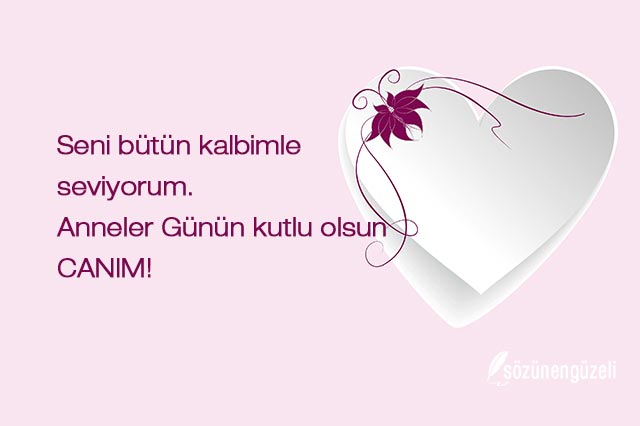 Seni bütün kalbimle
seviyorum.
Anneler Günün kutlu olsun
CANIM!
sözünengüzeli